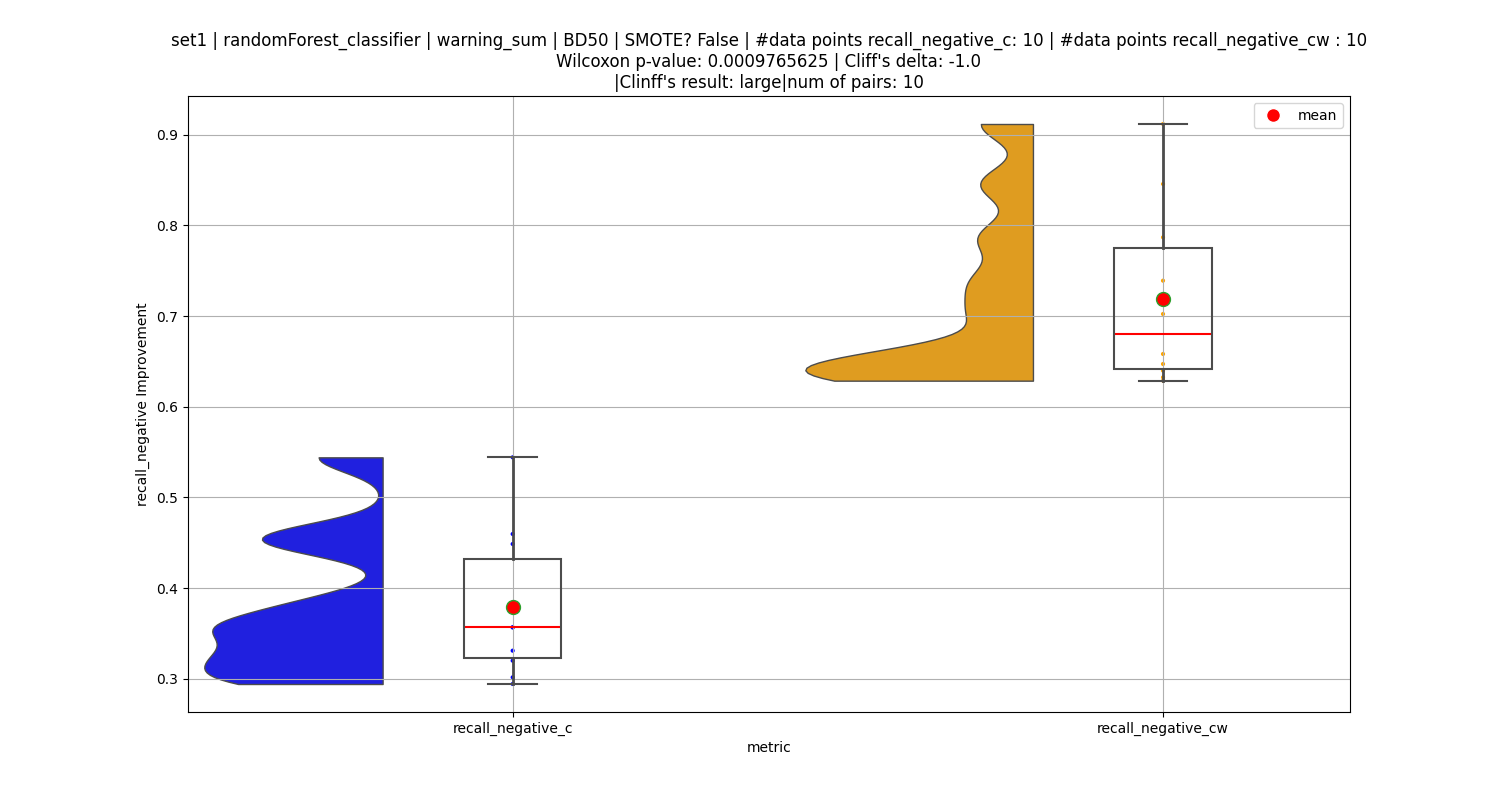 set1 | randomForest_classifier | warning_sum | BD50 | SMOTE? False | #data points recall_negative_c: 10 | #data points recall_negative_cw : 10
Wilcoxon p-value: 0.0009765625 | Cliff's delta: -1.0
|Clinff's result: large|num of pairs: 10
mean
0.9
0.8
0.7
0.6
0.5
0.4
0.3
recall_negative Improvement
recall_negative_c
recall_negative_cw
metric